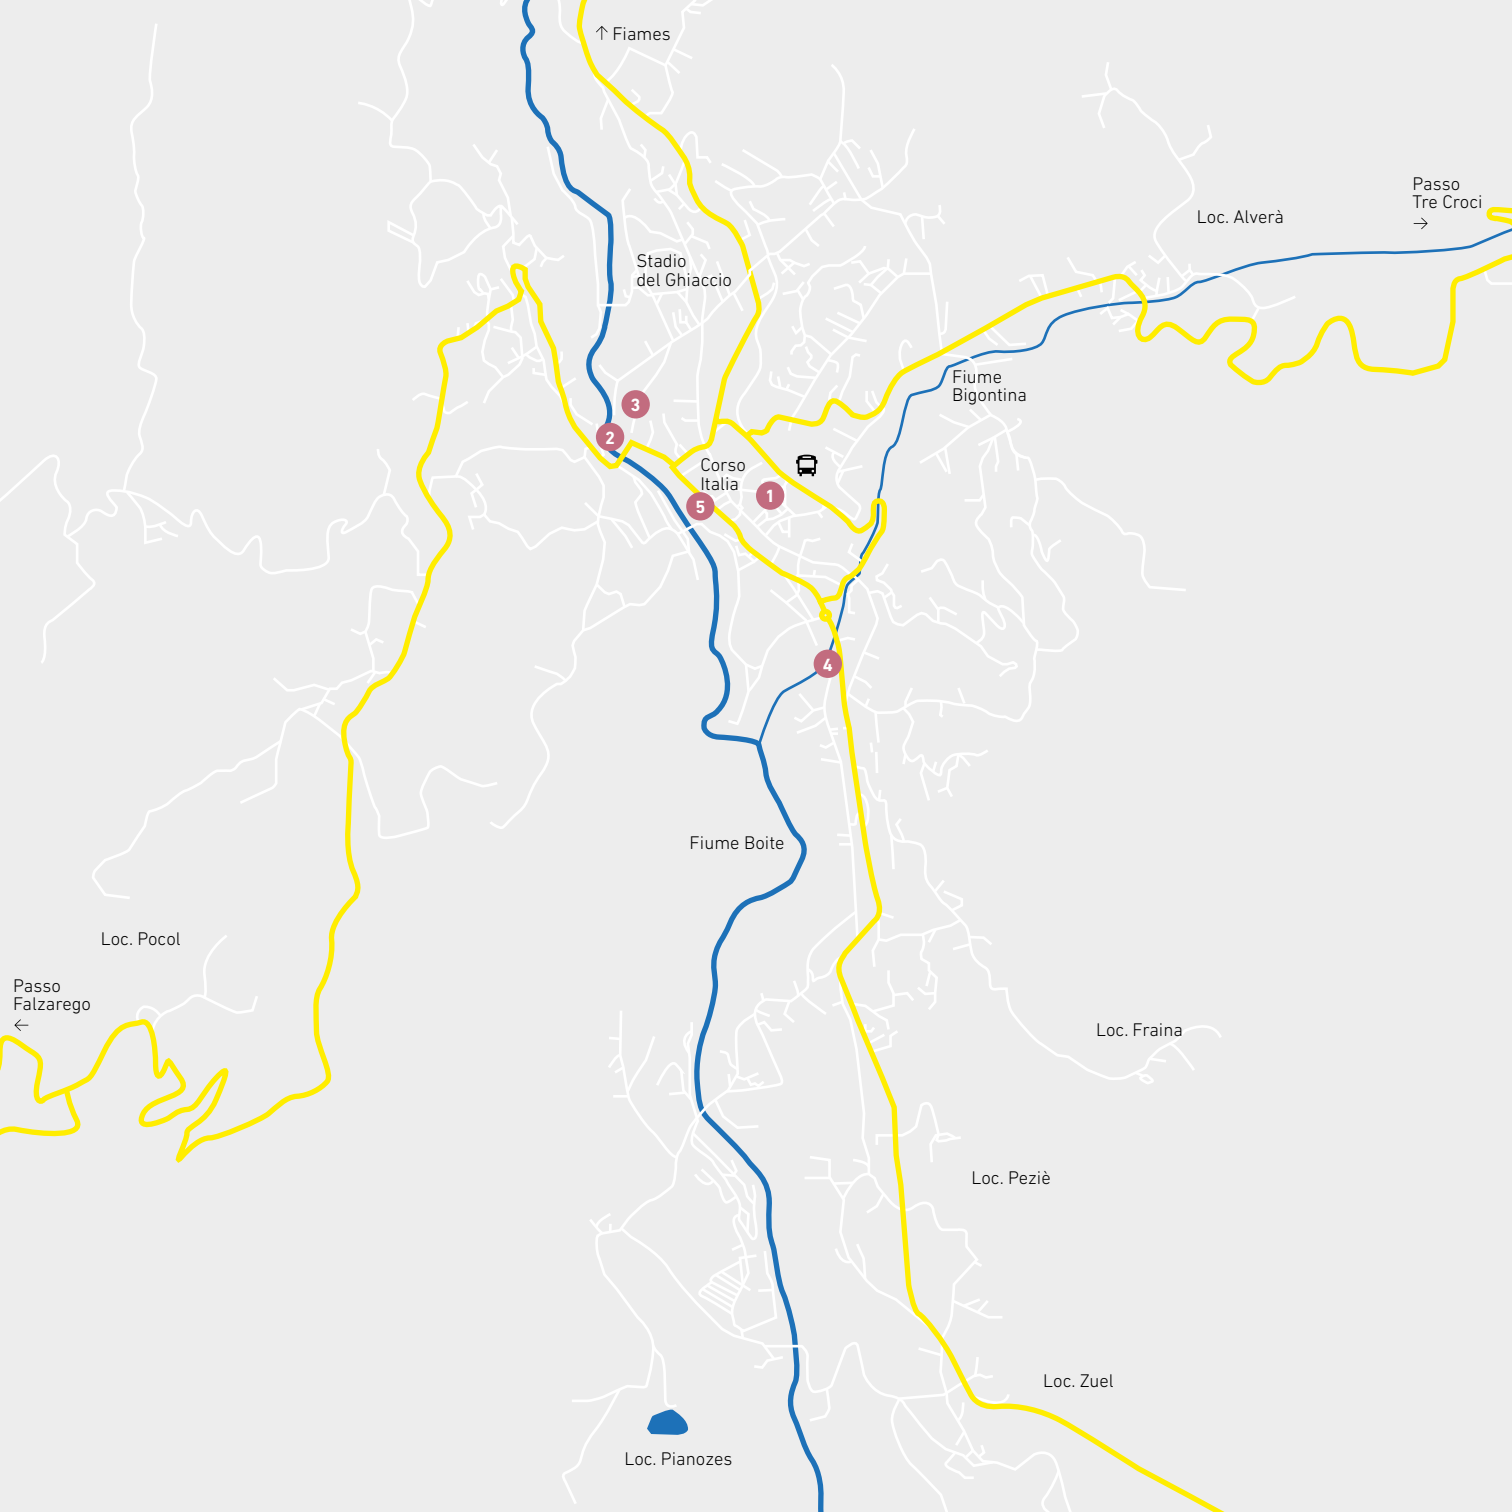 ↑ Fiames
Passo
Tre Croci
→
Loc. Alverà
Stadio
del Ghiaccio
Fiume
Bigontina
3
2
Corso
Italia
1
5
4
Fiume Boite
Loc. Pocol
Passo
Falzarego
←
Loc. Fraina
Loc. Peziè
Loc. Zuel
Loc. Pianozes